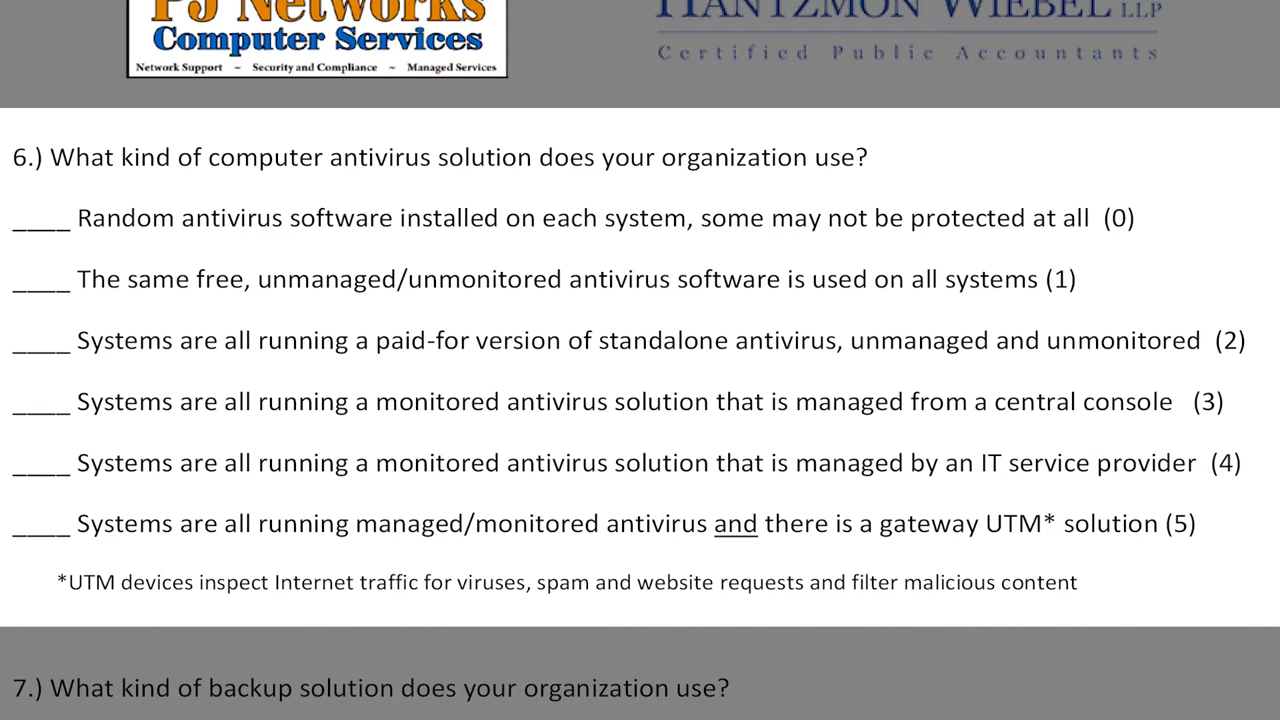 PJ Networks
Computer Services
Network Support ~ Security and Compliance ~ Managed Services
HANTZMON WIEBEL LLP
Certified Public Accountants
6.) What kind of computer antivirus solution does your organization use?
____ Random antivirus software installed on each system, some may not be protected at all (0)
____ The same free, unmanaged/unmonitored antivirus software is used on all systems (1)
____ Systems are all running a paid-for version of standalone antivirus, unmanaged and unmonitored (2)
____ Systems are all running a monitored antivirus solution that is managed from a central console (3)
____ Systems are all running a monitored antivirus solution that is managed by an IT service provider (4)
____ Systems are all running managed/monitored antivirus and there is a gateway UTM* solution (5)
*UTM devices inspect Internet traffic for viruses, spam and website requests and filter malicious content
7.) What kind of backup solution does your organization use?